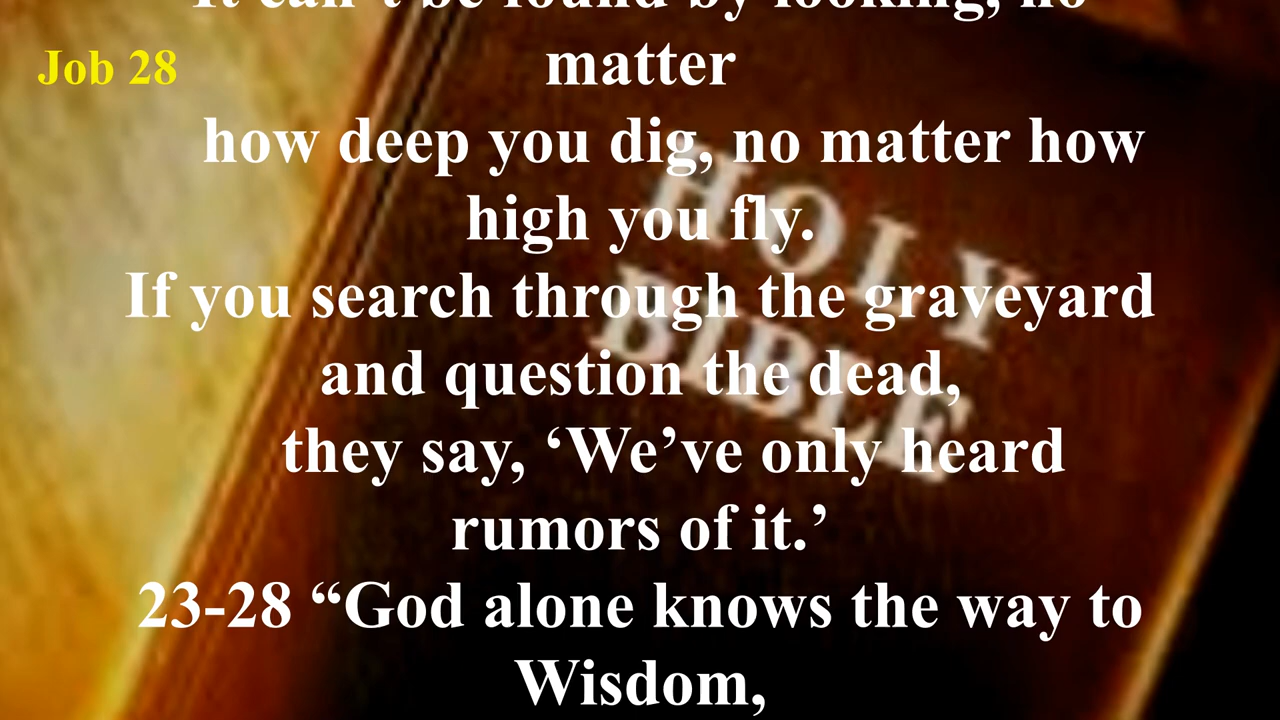 It can’t be found by looking, no
Job 28
matter
how deep you dig, no matter how
high you fly.
If you search through the graveyard
and question the dead,
they say, ‘We’ve only heard
rumors of it.’
23-28 “God alone knows the way to
Wisdom,
HOLY
BIBLE